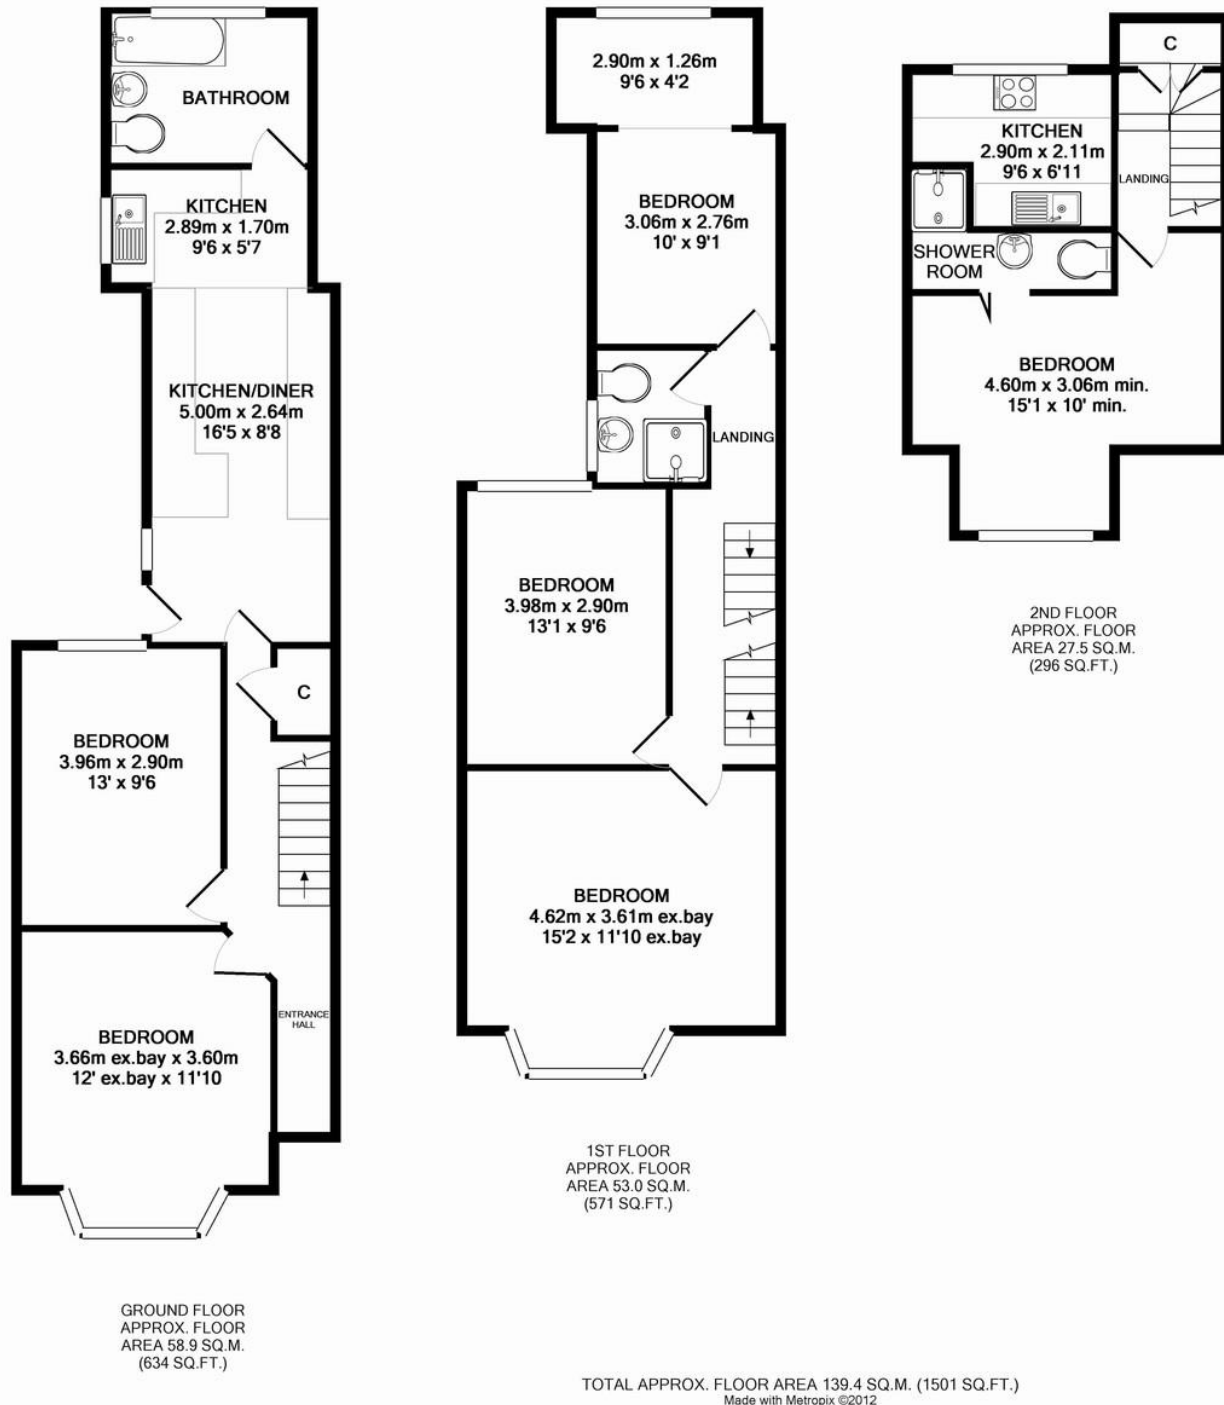 BATHROOM
KITCHEN
2.89m x 1.70m
9'6 x 5'7
KITCHEN/DINER
5.00m x 2.64m
16'5 x 8'8
C
BEDROOM
3.96m x 2.90m
13' x 9'6
BEDROOM
3.66m ex.bay x 3.60m
12' ex.bay x 11'10
ENTRANCE
HALL
GROUND FLOOR
APPROX. FLOOR
AREA 58.9 SQ.M.
(634 SQ.FT.)
2.90m x 1.26m
9'6 x 4'2
BEDROOM
3.06m x 2.76m
10' x 9'1
LANDING
BEDROOM
3.98m x 2.90m
13'1 x 9'6
BEDROOM
4.62m x 3.61m ex.bay
15'2 x 11'10 ex.bay
1ST FLOOR
APPROX. FLOOR
AREA 53.0 SQ.M.
(571 SQ.FT.)
C
KITCHEN
2.90m x 2.11m
9'6 x 6'11
LANDING
SHOWER
ROOM
BEDROOM
4.60m x 3.06m min.
15'1 x 10' min.
2ND FLOOR
APPROX. FLOOR
AREA 27.5 SQ.M.
(296 SQ.FT.)
TOTAL APPROX. FLOOR AREA 139.4 SQ.M. (1501 SQ.FT.)
Made with Metropix ©2012